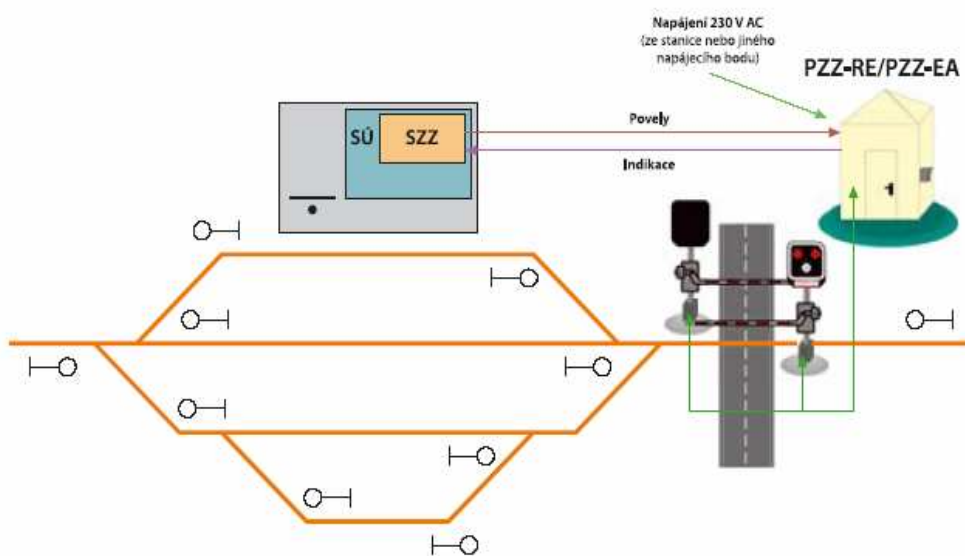 Napájení 230 V AC
(ze stanice nebo jiného
napájecího bodu)
PZZ-RE/PZZ-EA
SÚ
SZZ
Povely
Indikace